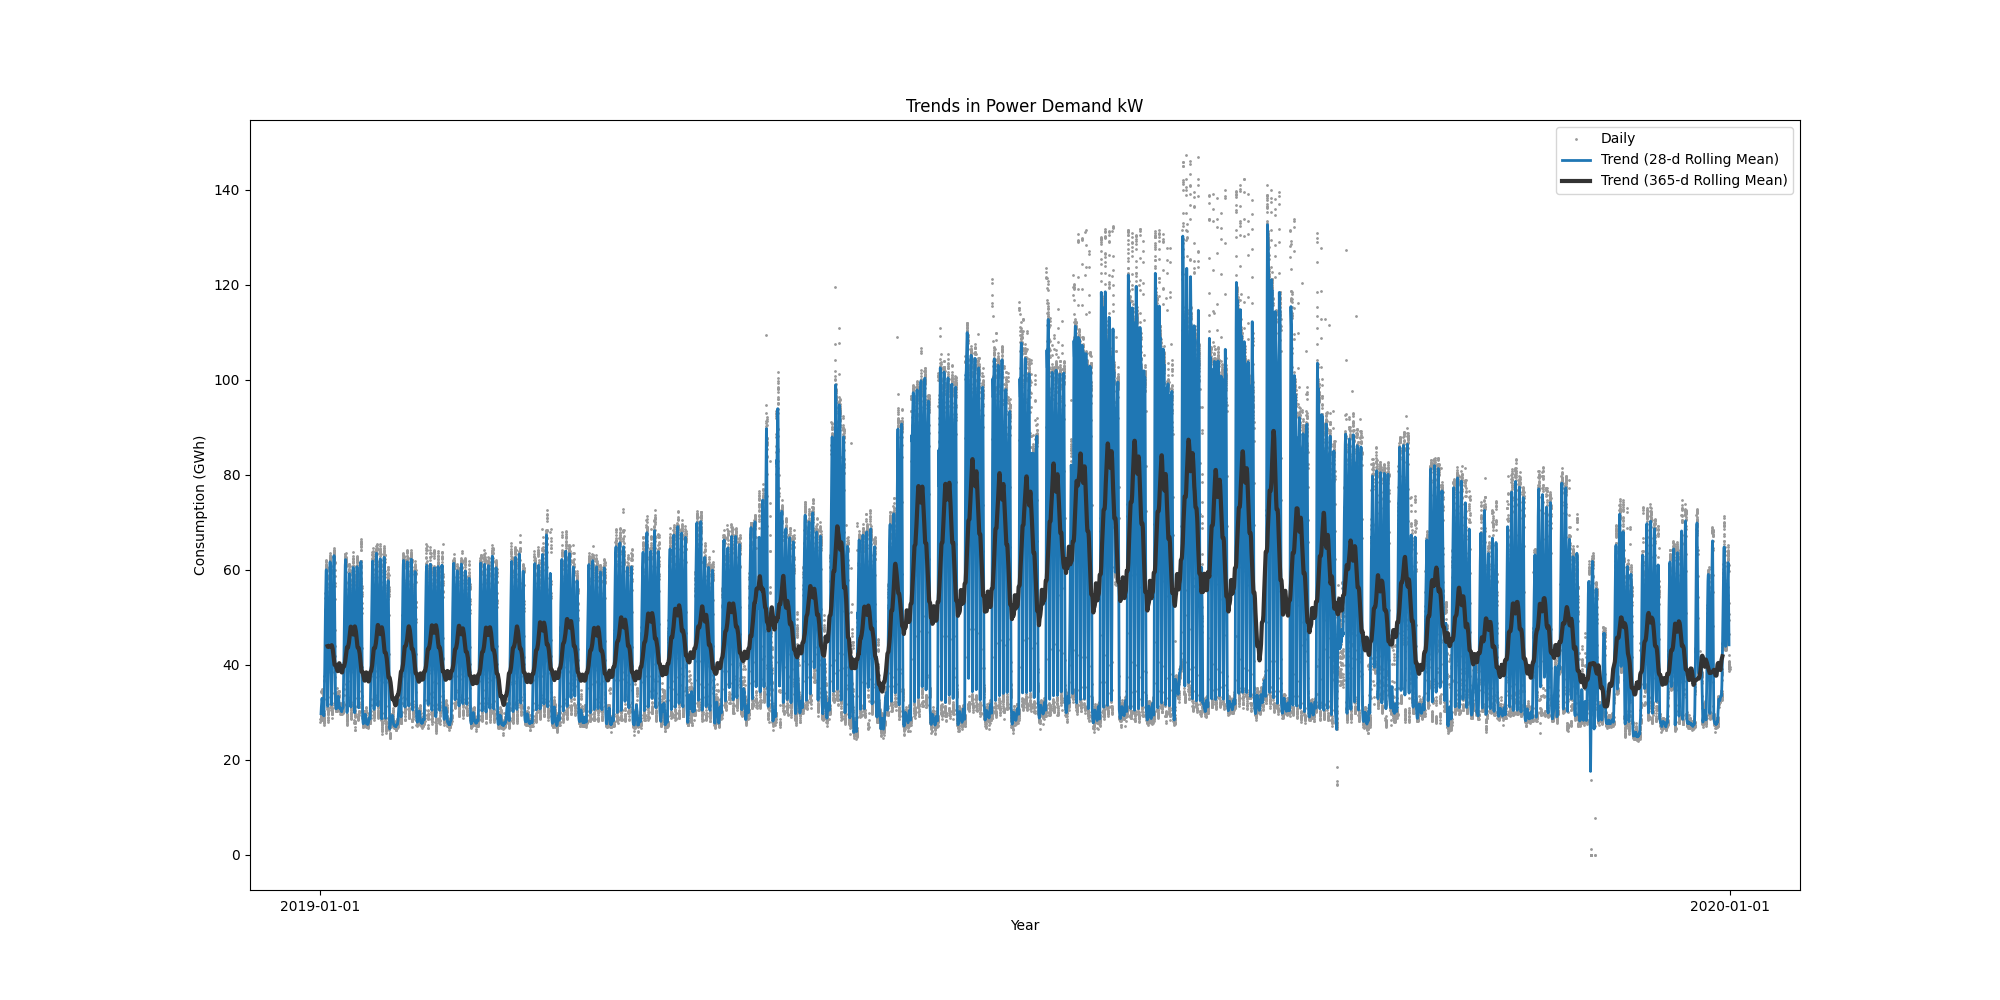 Trends in Power Demand kW
Daily
Trend (28-d Rolling Mean)
Trend (365-d Rolling Mean)
140
120
100
80
60
40
20
0
Consumption (GWh)
2019-01-01
2020-01-01
Year